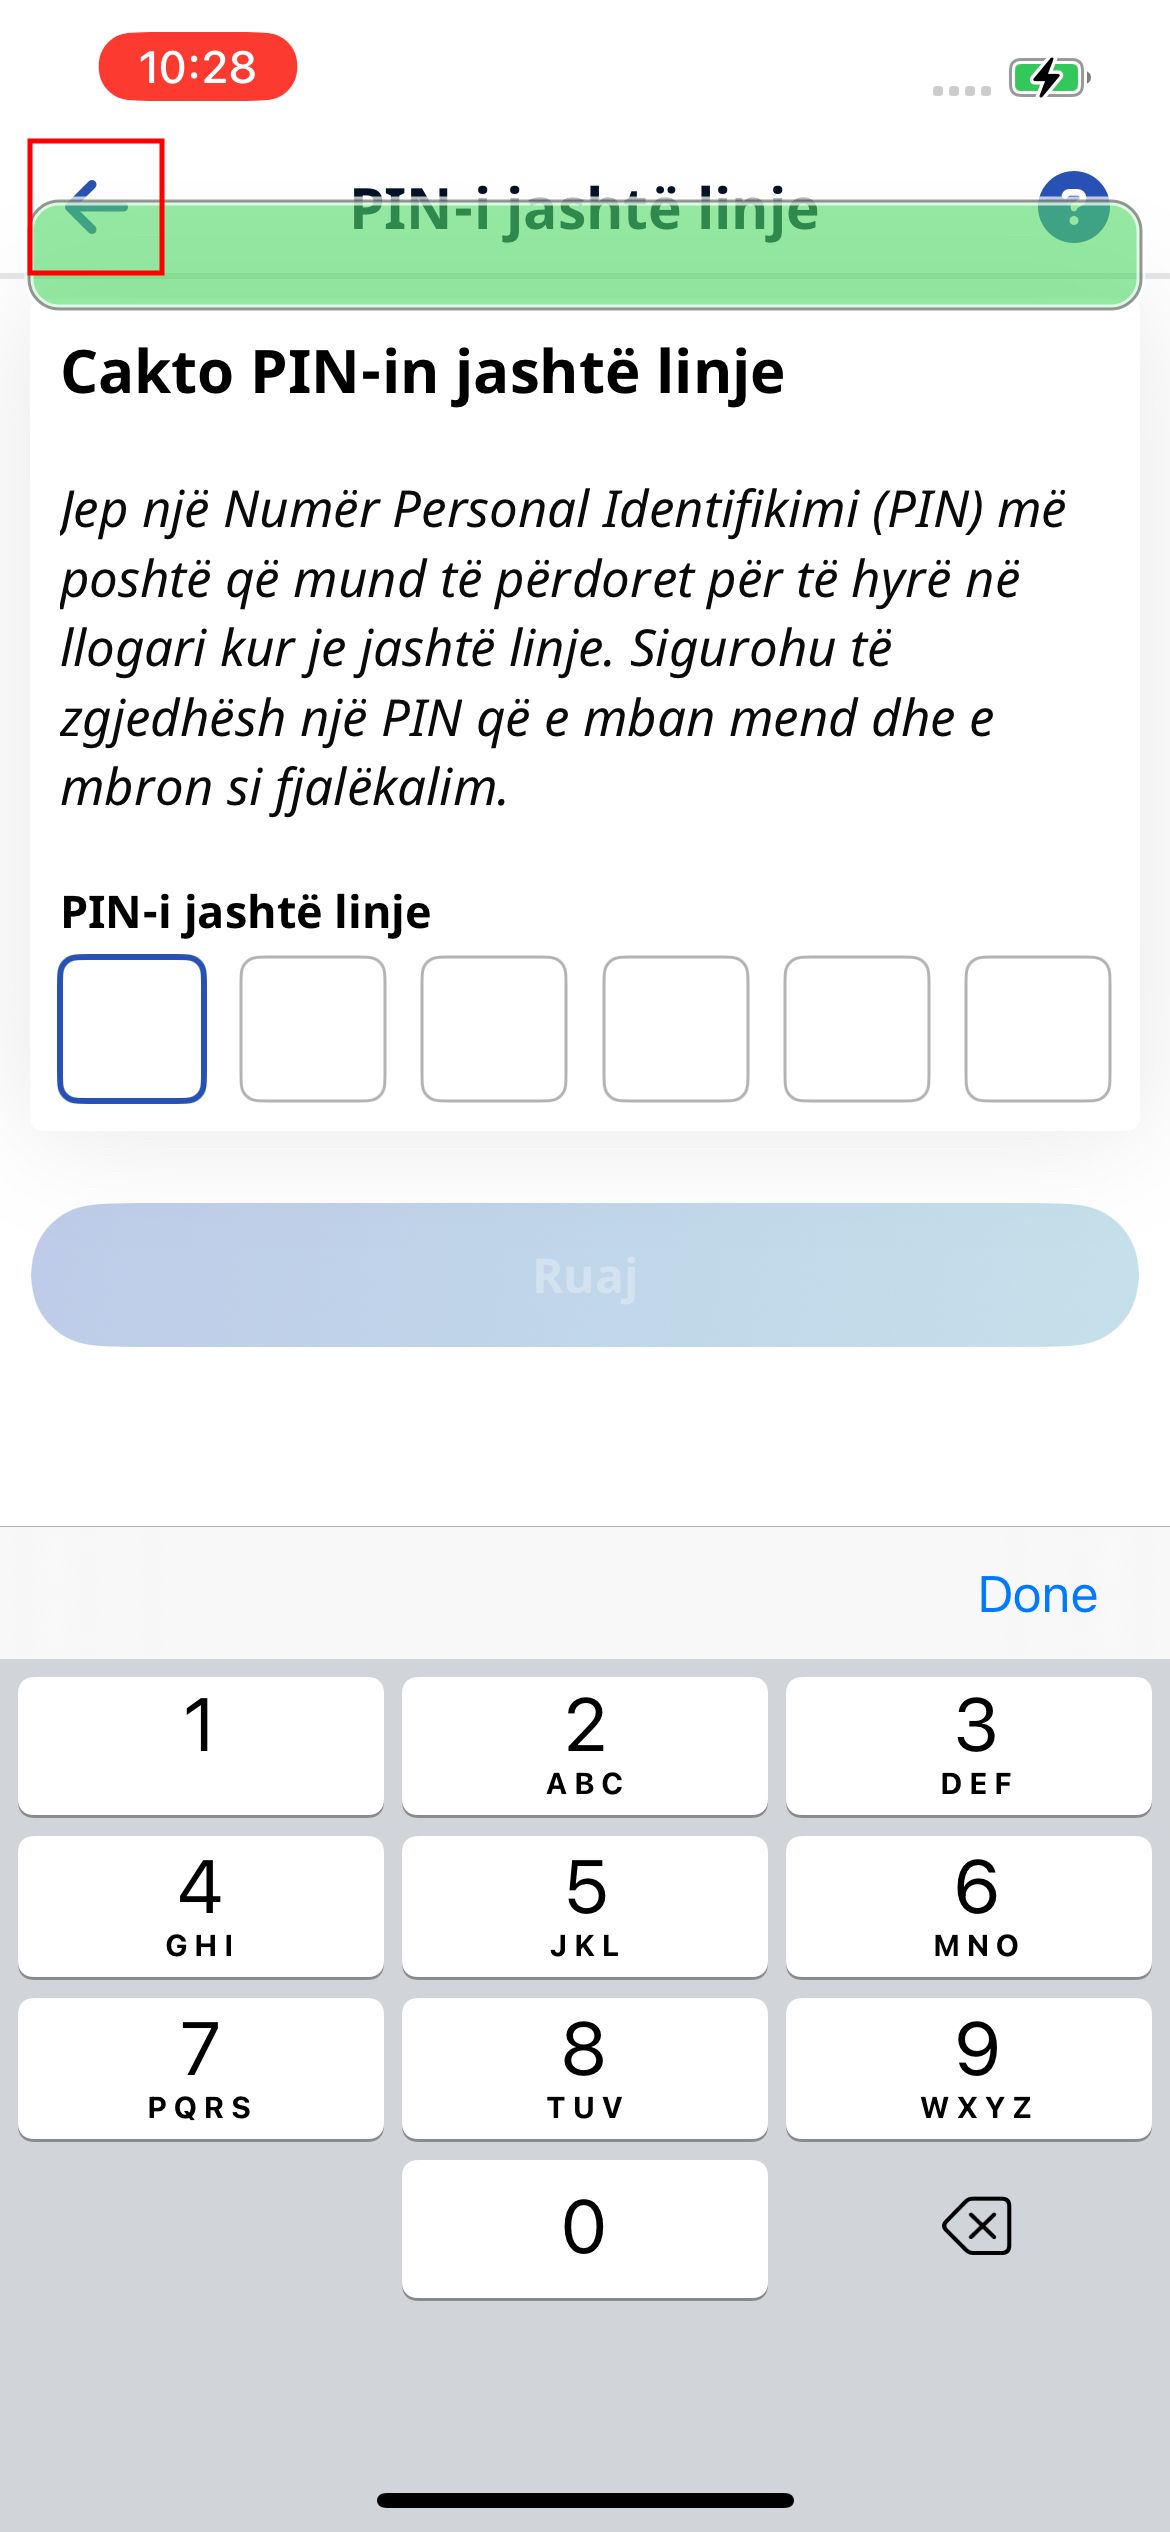 10:28
PIN-i jashtë linje
?
Cakto PIN-in jashtë linje
Jep një Numër Personal Identifikimi (PIN) më
poshtë që mund të përdoret për të hyrë në
llogari kur je jashtë linje. Sigurohu të
zgjedhësh një PIN që e mban mend dhe e
mbron si fjalëkalim.
PIN-i jashtë linje
Ruaj
Done
1
2
ABC
3
DEF
4
GHI
5
JKL
6
MNO
7
PQRS
8
TUV
9
WXYZ
0